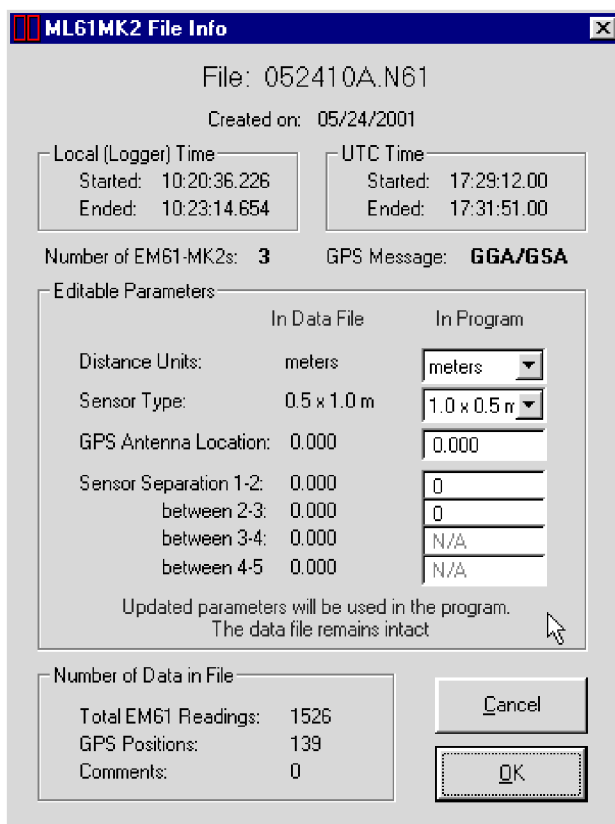 ML61MK2 File Info
File: 052410A.N61
Created on: 05/24/2001
Local (Logger) Time
Started: 10:20:36.226
Ended: 10:23:14.654
UTC Time
Started: 17:29:12.00
Ended: 17:31:51.00
Number of EM61-MK2s: 3 GPS Message: GGA/GSA
Editable Parameters
In Data File In Program
Distance Units: meters meters
Sensor Type: 0.5 x 1.0 m 1.0 x 0.5 m
GPS Antenna Location: 0.000 0.000
Sensor Separation 1-2: 0.000 0
between 2-3: 0.000 0
between 3-4: 0.000 N/A
between 4-5 0.000 N/A
Updated parameters will be used in the program.
The data file remains intact
Number of Data in File
Total EM61 Readings: 1526
GPS Positions: 139
Comments: 0
Cancel
OK